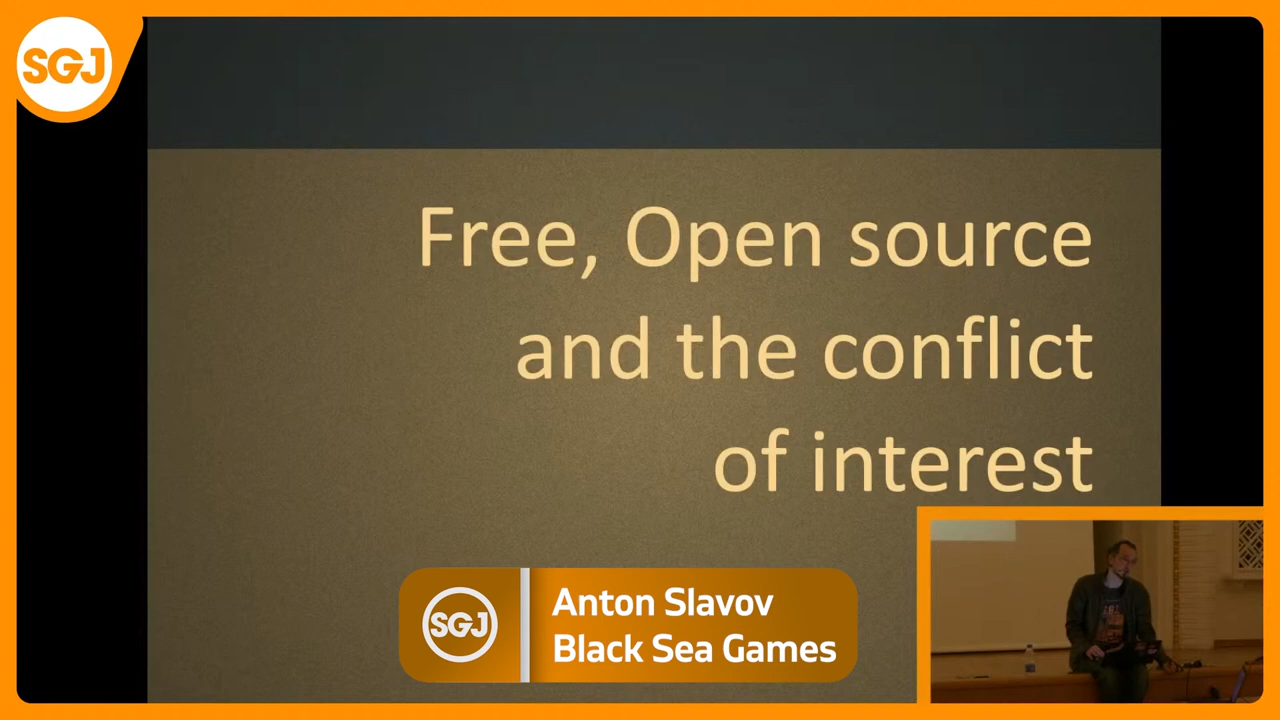 SGJ
Free, Open source
and the conflict
of interest
SGJ
Anton Slavov
Black Sea Games